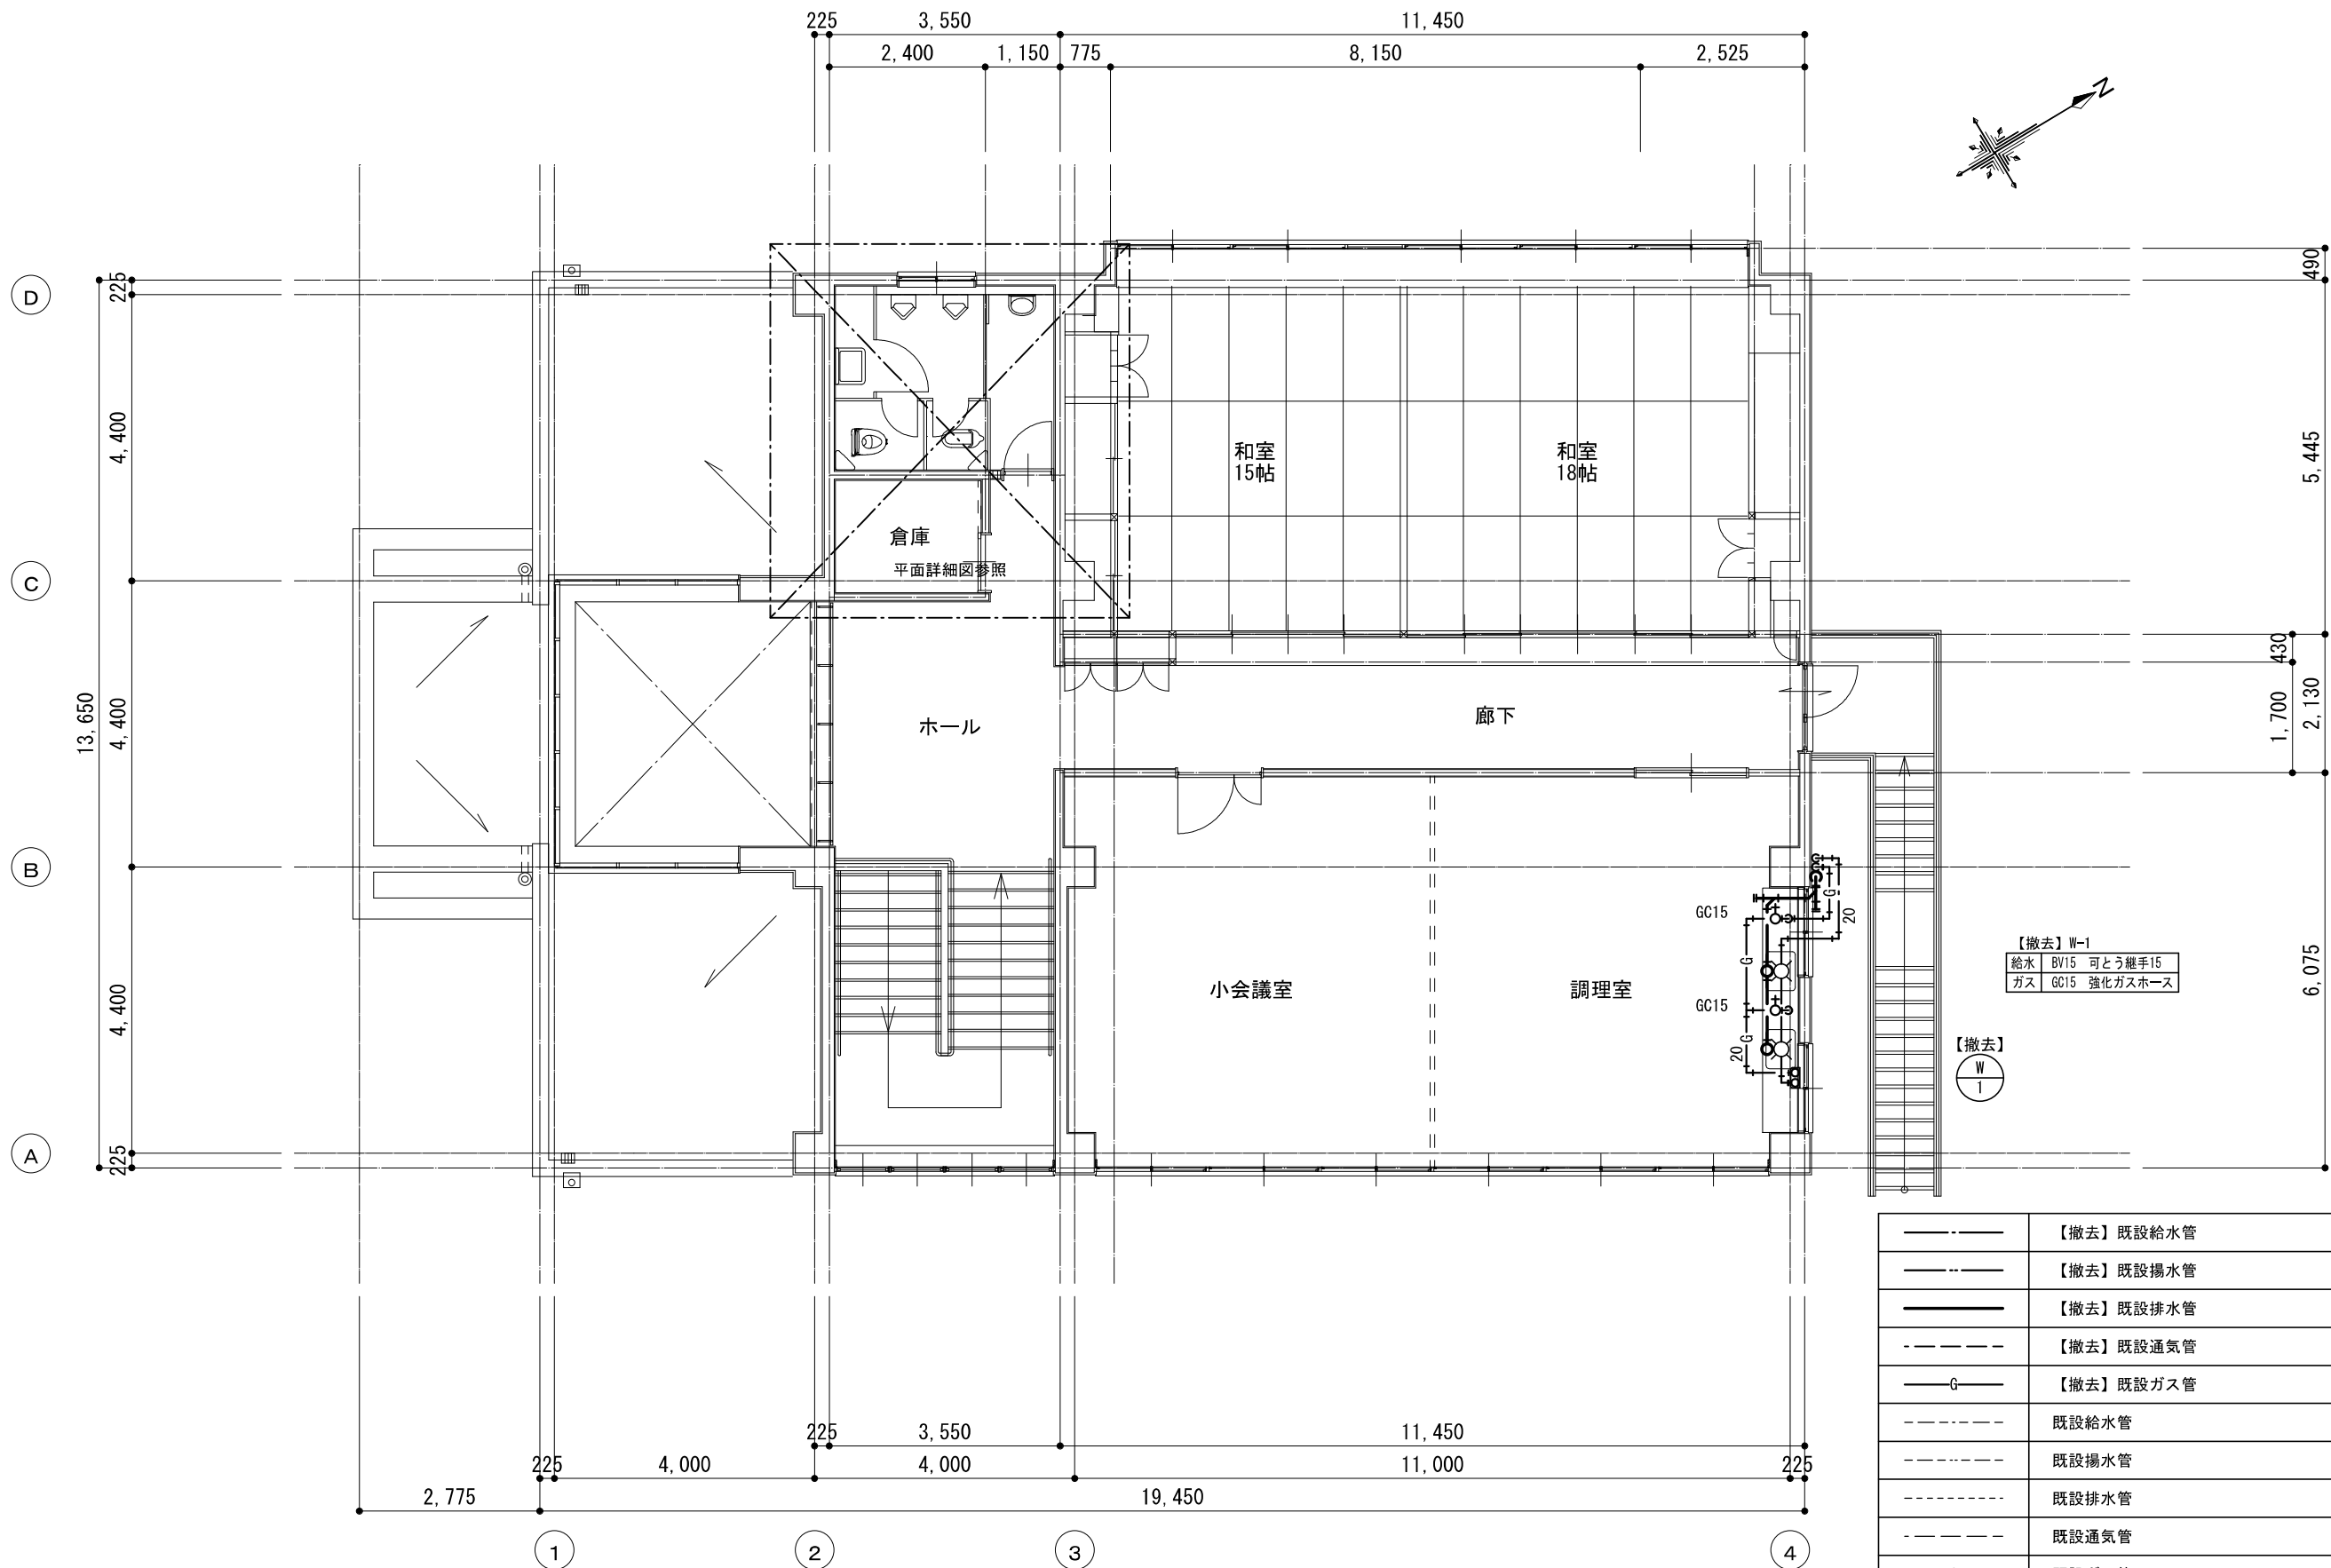 225 3,550 11,450
2,400 1,150 775 8,150 2,525
N
D
C
B
A
225
4,400
4,400
4,400
225
13,650
490
5,445
430
1,700
2,130
6,075
和室
15帖
和室
18帖
倉庫
平面詳細図参照
ホール
廊下
小会議室
調理室
GC15
GC15
G
G
G
20
20
【撤去】W-1
給水 BV15 可とう継手15
ガス GC15 強化ガスホース
【撤去】
W
1
【撤去】既設給水管
【撤去】既設揚水管
【撤去】既設排水管
【撤去】既設通気管
G 【撤去】既設ガス管
既設給水管
既設揚水管
既設排水管
既設通気管
225 3,550 11,450
225 4,000 4,000 11,000 225
2,775 19,450
1 2 3 4